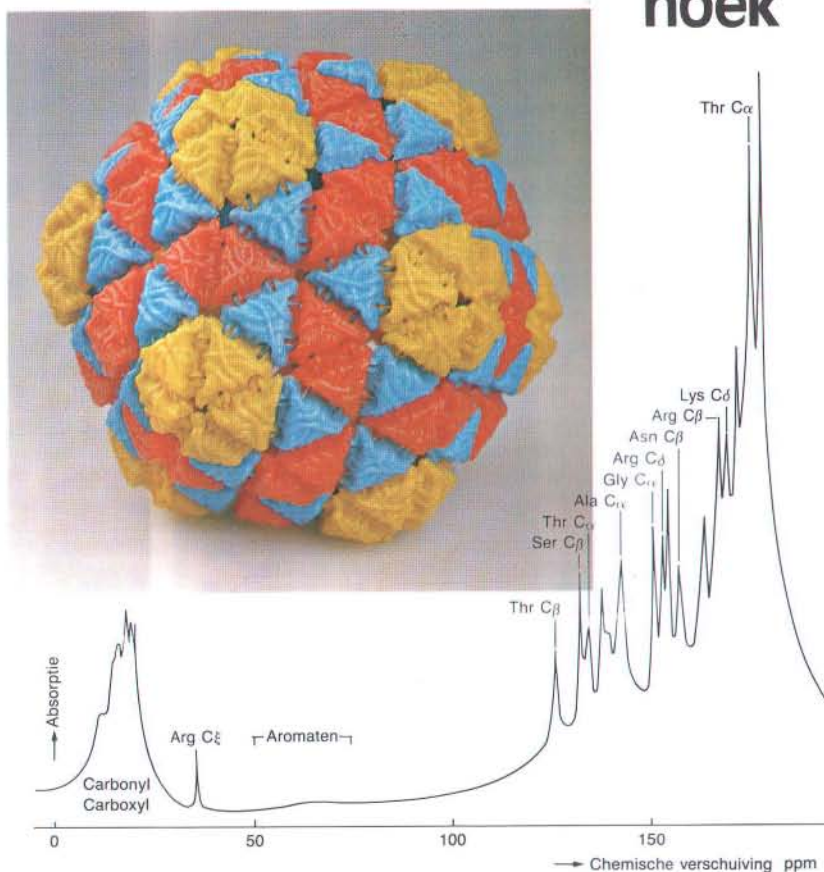 hoek
Thr Cα
Lys Cδ
Arg Cβ
Asn Cβ
Arg Cδ
Gly Cα
Ala Cα
Thr Cα
Ser Cβ
Thr Cβ
Absorptie
Arg Cξ
Aromaten
Carbonyl
Carboxyl
0 50 100 150
Chemische verschuiving ppm